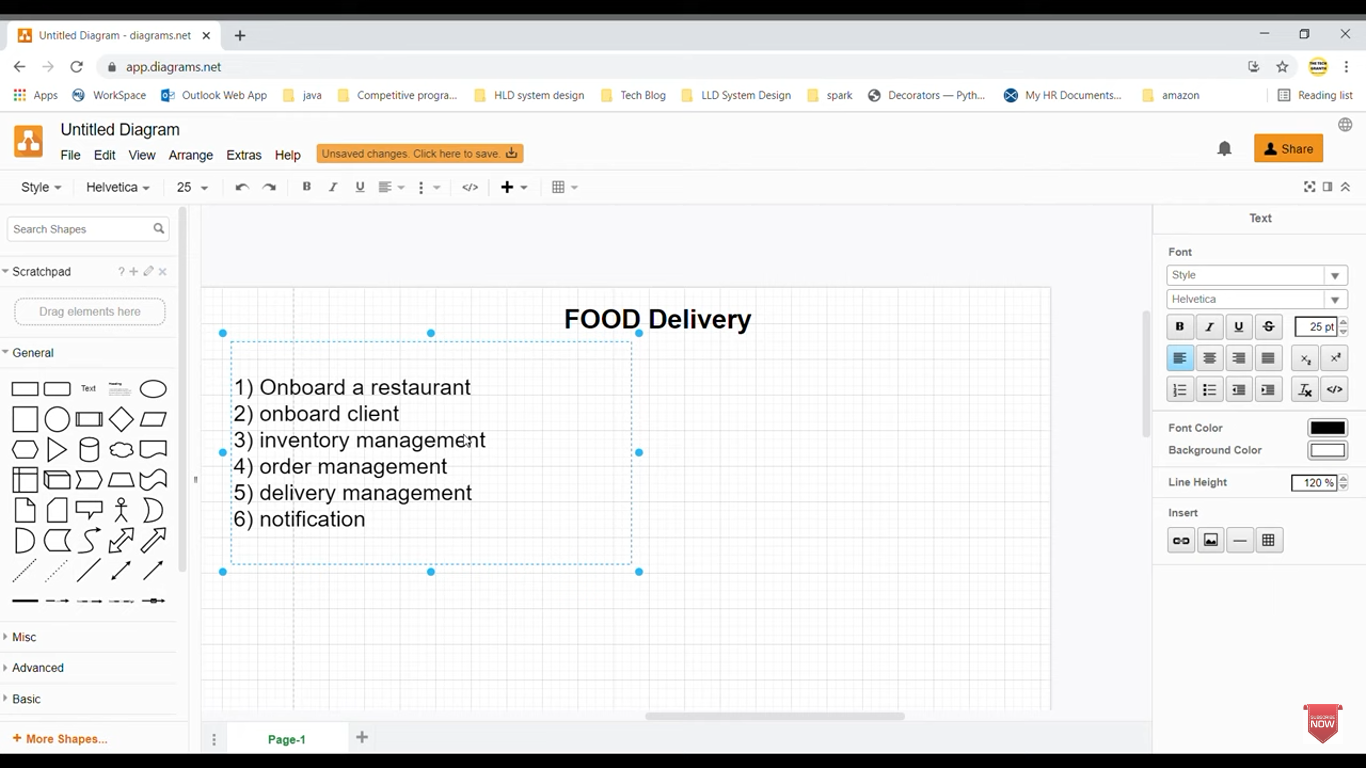 Untitled Diagram - diagrams.net
app.diagrams.net
Apps WorkSpace Outlook Web App java Competitive progra... HLD system design Tech Blog LLD System Design spark Decorators — Pyth... My HR Documents... amazon Reading list
Untitled Diagram
File Edit View Arrange Extras Help Unsaved changes. Click here to save. Share
Style Helvetica 25 B I U
Search Shapes
Scratchpad
Drag elements here
General
Text
Heading
Misc
Advanced
Basic
+ More Shapes...
FOOD Delivery
1) Onboard a restaurant
2) onboard client
3) inventory management
4) order management
5) delivery management
6) notification
Page-1
Text
Font
Style
Helvetica
B I U S 25 pt
Font Color
Background Color
Line Height 120 %
Insert
SUBSCRIBE
NOW